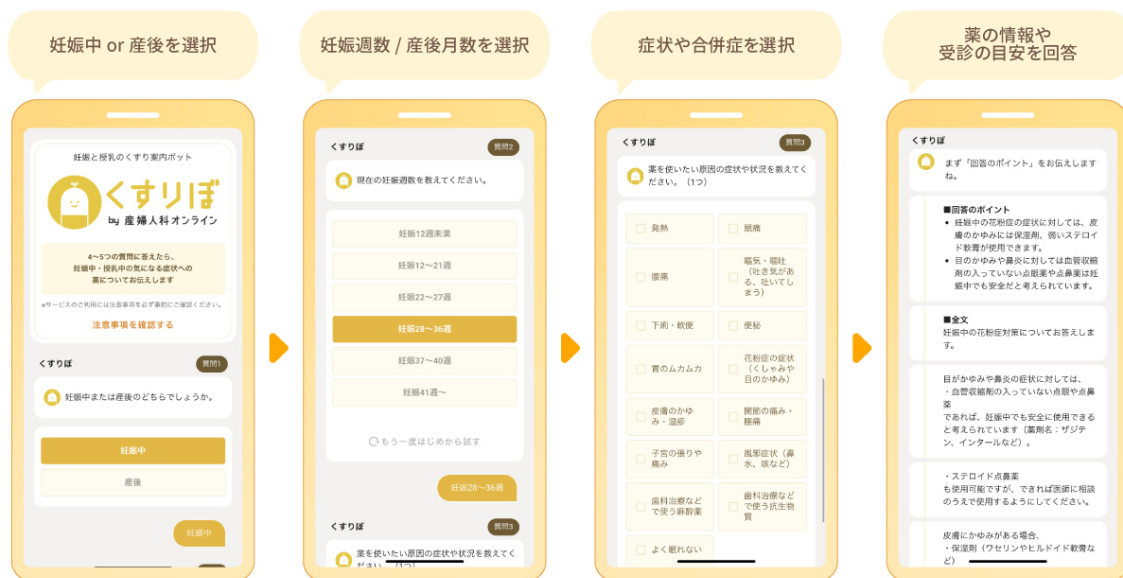 妊娠中 or 産後を選択
妊娠と授乳のくすり案内ボット
くすりぼ
by 産婦人科オンライン
4〜5つの質問に答えたら、
妊娠中・授乳中の気になる症状への
薬についてお伝えします
※サービスのご利用には注意事項を必ず事前にご確認ください。
注意事項を確認する
くすりぼ
質問1
妊娠中または産後のどちらでしょうか。
妊娠中
産後
妊娠中
妊娠週数 / 産後月数を選択
くすりぼ
質問2
現在の妊娠週数を教えてください。
妊娠12週未満
妊娠12〜21週
妊娠22〜27週
妊娠28〜36週
妊娠37〜40週
妊娠41週〜
もう一度はじめから試す
妊娠28〜36週
くすりぼ
質問3
薬を使いたい原因の症状や状況を教えてく
ださい。（1つ）
症状や合併症を選択
くすりぼ
質問3
薬を使いたい原因の症状や状況を教えてく
ださい。（1つ）
発熱
頭痛
腹痛
嘔気・嘔吐
（吐き気があ
る、吐いてし
まう）
下痢・軟便
便秘
胃のムカムカ
花粉症の症状
（くしゃみや
目のかゆみ）
皮膚のかゆ
み・湿疹
関節の痛み・
腰痛
子宮の張りや
痛み
風邪症状（鼻
水、咳など）
歯科治療など
で使う麻酔薬
歯科治療など
で使う抗生物
質
よく眠れない
薬の情報や
受診の目安を回答
くすりぼ
まず「回答のポイント」をお伝えします
ね。
■回答のポイント
• 妊娠中の花粉症の症状に対しては、皮
膚のかゆみには保湿剤、弱いステロイ
ド軟膏が使用できます。
• 目のかゆみや鼻炎に対しては血管収縮
剤の入っていない点眼薬や点鼻薬は妊
娠中でも安全だと考えられています。
■全文
妊娠中の花粉症対策についてお答えしま
す。
目がかゆみや鼻炎の症状に対しては、
・血管収縮剤の入っていない点眼や点鼻
薬
であれば、妊娠中でも安全に使用できる
と考えられています（薬剤名：ザジテ
ン、インタールなど）。
・ステロイド点鼻薬
も使用可能ですが、できれば医師に相談
のうえで使用するようにしてください。
皮膚にかゆみがある場合、
・保湿剤（ワセリンやヒルドイド軟膏な
ど）